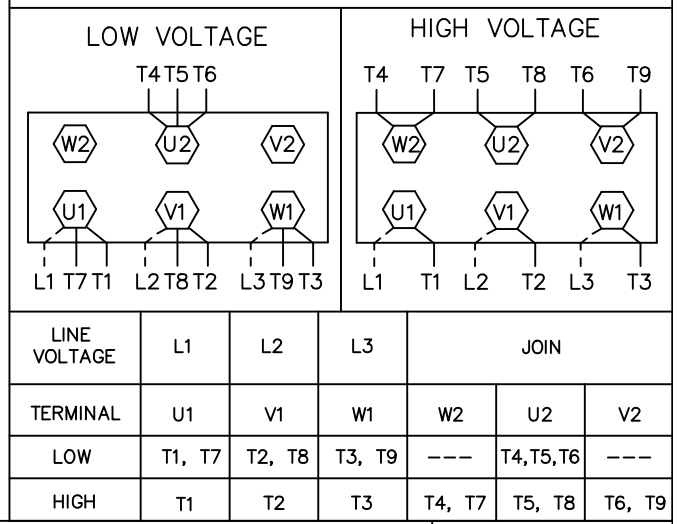 LOW VOLTAGE
T4 T5 T6
W2 U2 V2
U1 V1 W1
L1 T7 T1 L2 T8 T2 L3 T9 T3
HIGH VOLTAGE
T4 T7 T5 T8 T6 T9
W2 U2 V2
U1 V1 W1
L1 T1 L2 T2 L3 T3
LINE VOLTAGE L1 L2 L3 JOIN
TERMINAL U1 V1 W1 W2 U2 V2
LOW T1, T7 T2, T8 T3, T9 --- T4,T5,T6 ---
HIGH T1 T2 T3 T4, T7 T5, T8 T6, T9